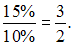 15%/10% = 3/2.